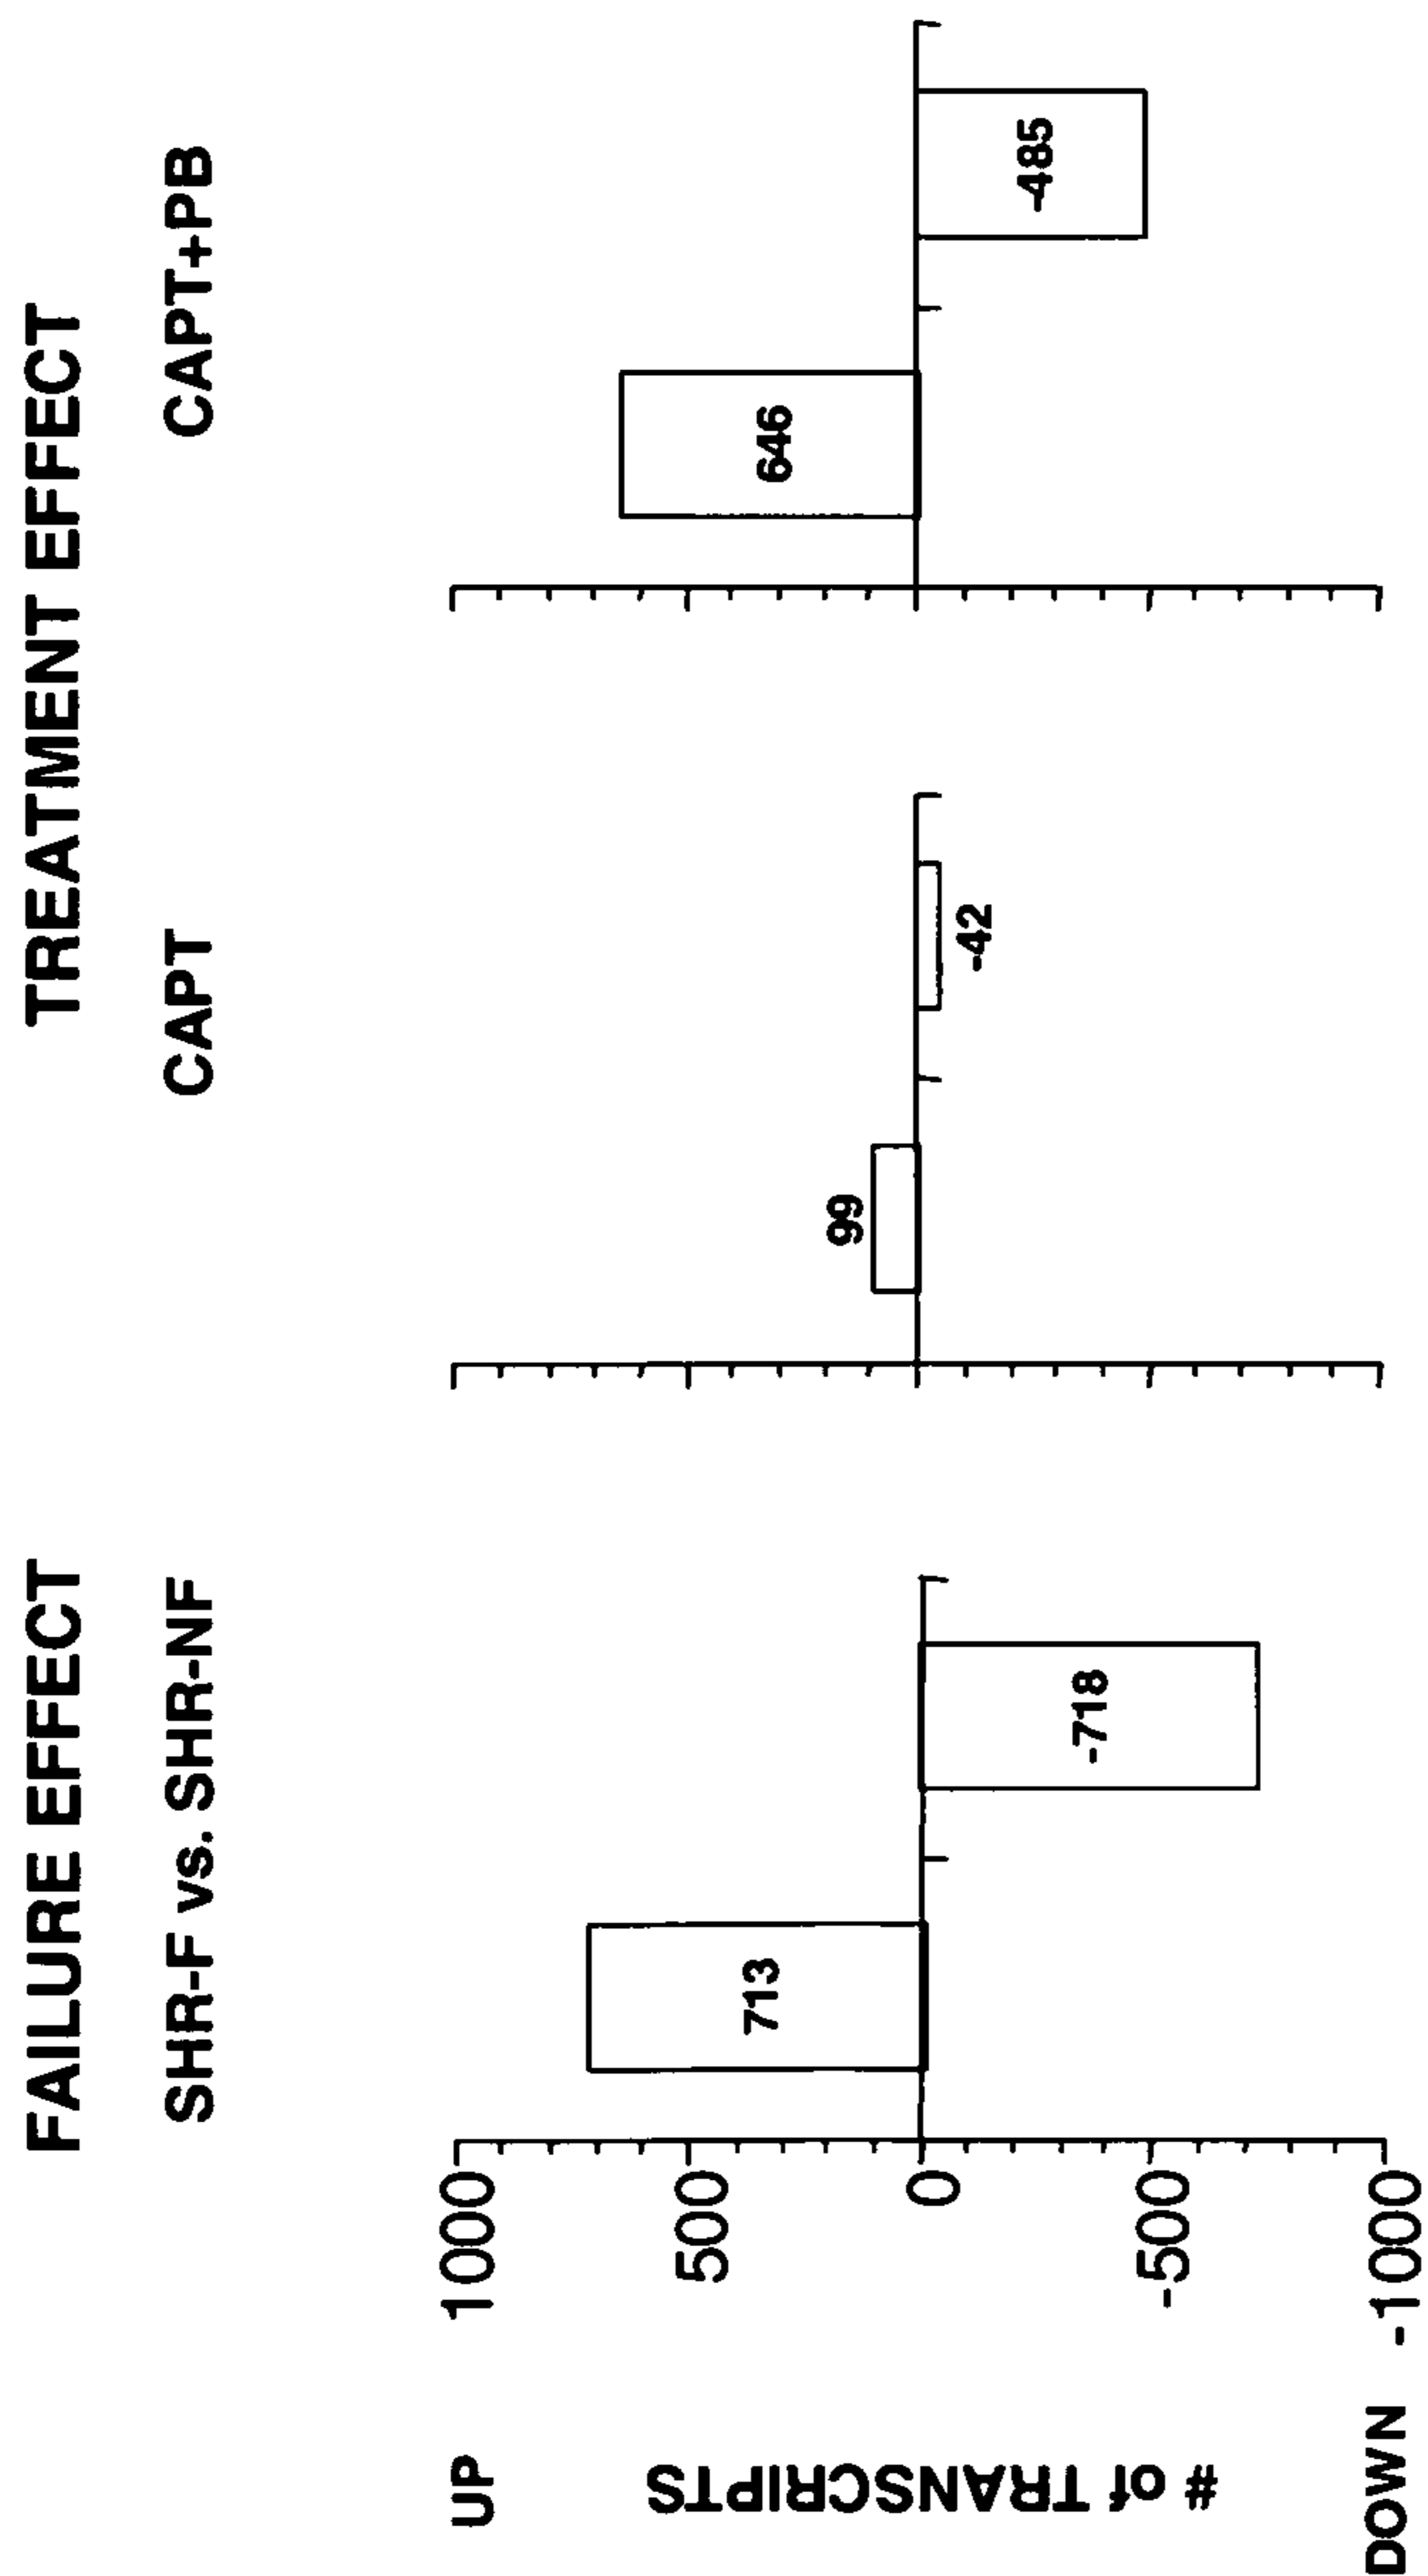 FAILURE EFFECT
TREATMENT EFFECT
SHR-F vs. SHR-NF
CAPT
CAPT+PB
UP
# of TRANSCRIPTS
DOWN
1000
500
0
-500
-1000
713
-718
99
-42
646
-485